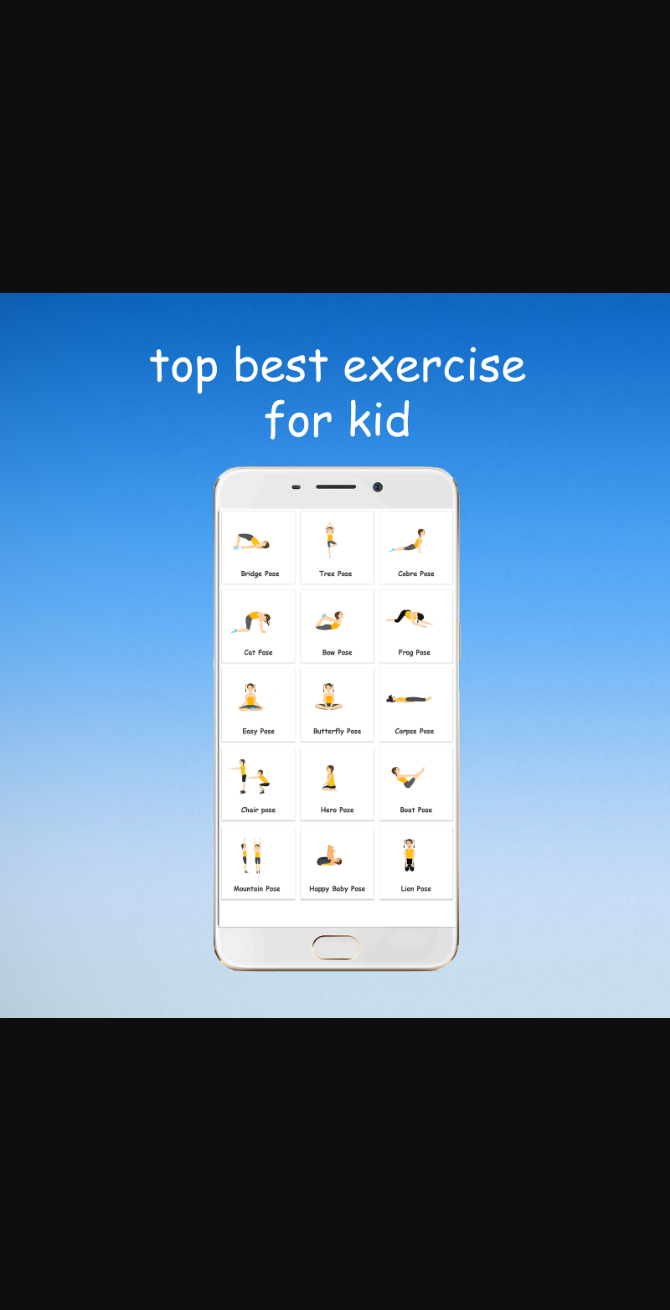 top best exercise
for kid
Bridge Pose
Tree Pose
Cobra Pose
Cat Pose
Bow Pose
Frog Pose
Easy Pose
Butterfly Pose
Corpse Pose
Chair pose
Hero Pose
Boat Pose
Mountain Pose
Happy Baby Pose
Lion Pose